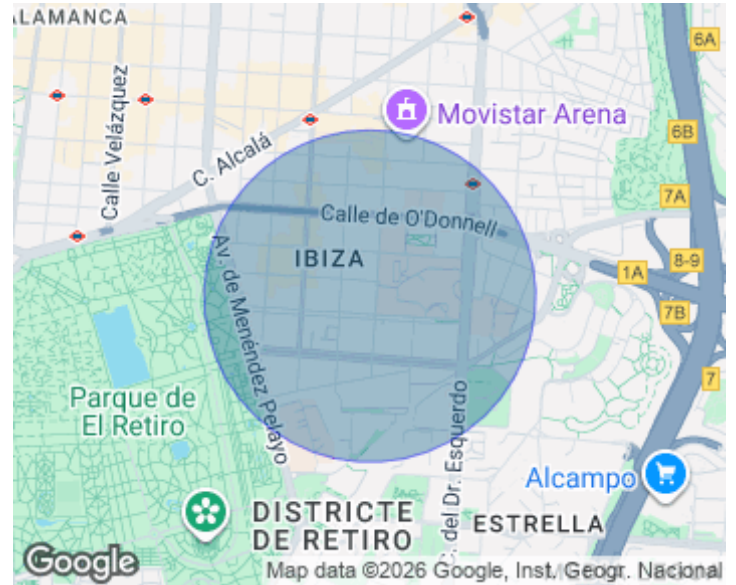 ALAMANCA
6A
Movistar Arena
Calle Velázquez
C. Alcalá
6B
7A
Calle de O'Donnell
IBIZA
8-9
1A
Av. de Menéndez Pelayo
7B
Parque de
El Retiro
7
C. del Dr. Esquerdo
Alcampo
DISTRICTE
DE RETIRO
ESTRELLA
Google
Map data ©2026 Google, Inst. Geogr. Nacional